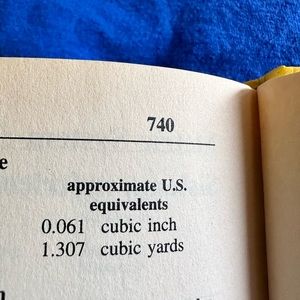 740
e
approximate U.S.
equivalents
0.061 cubic inch
1.307 cubic yards